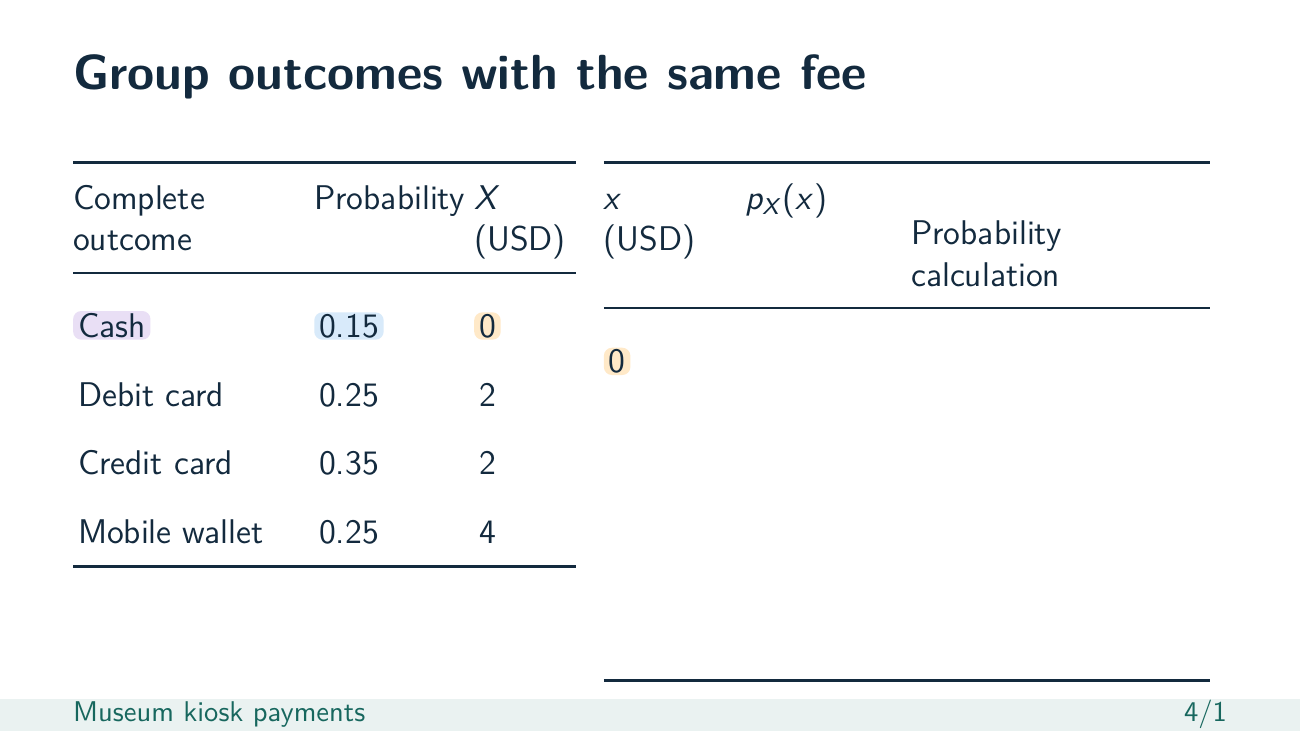 Group outcomes with the same fee
Complete outcome Probability X (USD)
Cash 0.15 0
Debit card 0.25 2
Credit card 0.35 2
Mobile wallet 0.25 4
x (USD) pX(x) Probability calculation
0
Museum kiosk payments 4/1